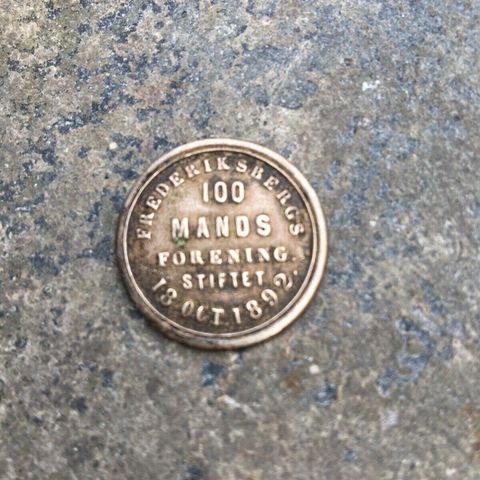 FREDERIKSBERGS
100
MANDS
FORENING.
STIFTET
13. OCT. 1892.